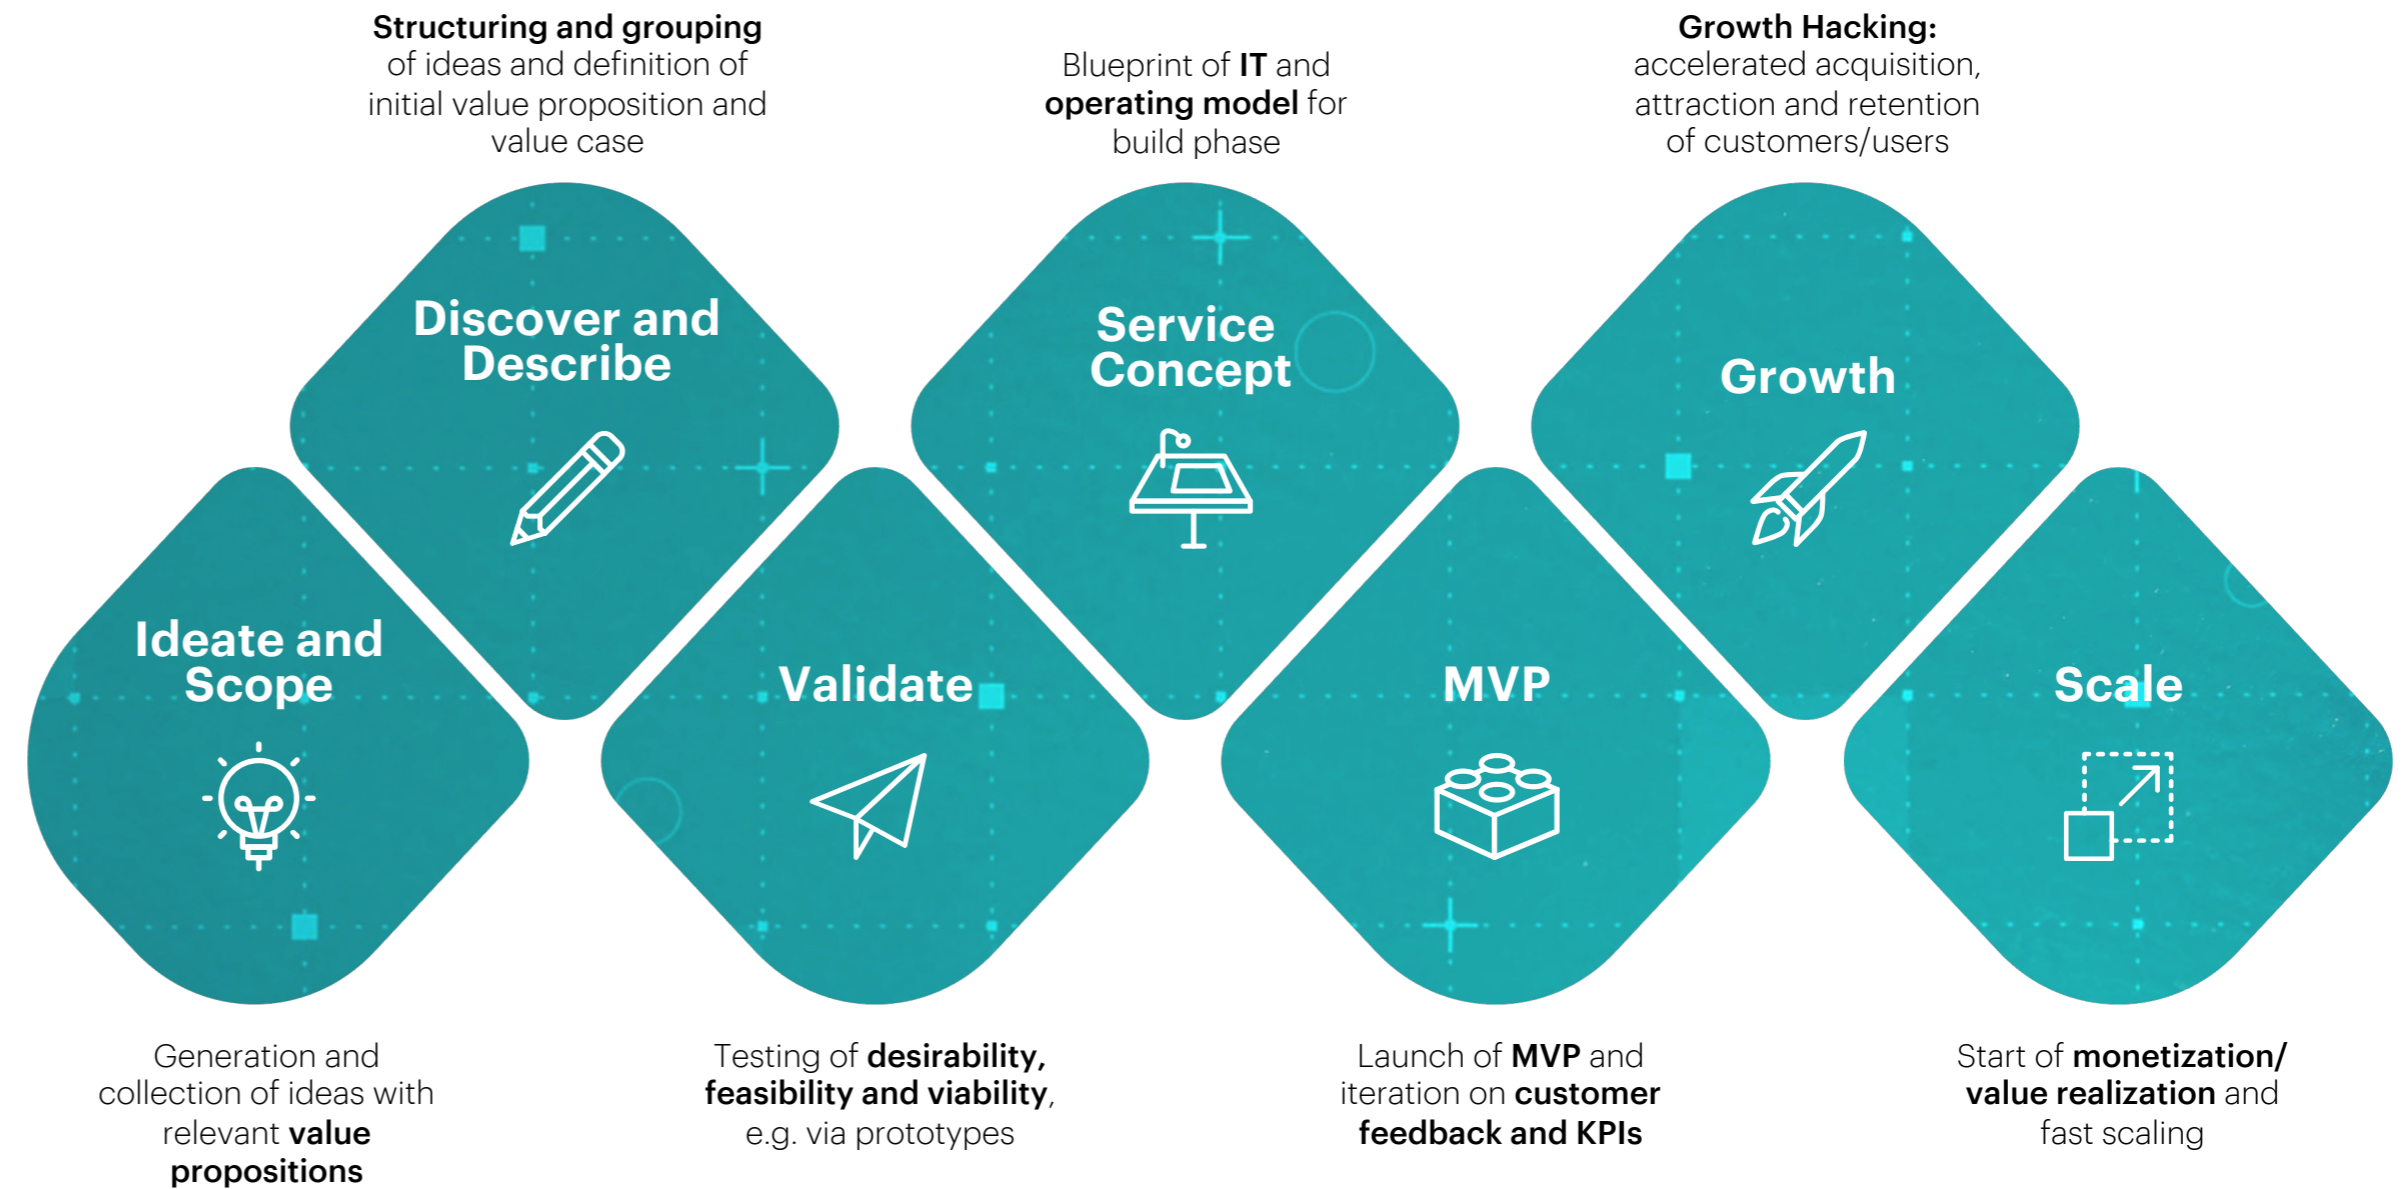 Structuring and grouping
of ideas and definition of
initial value proposition and
value case
Blueprint of IT and
operating model for
build phase
Growth Hacking:
accelerated acquisition,
attraction and retention
of customers/users
Discover and
Describe
Service
Concept
Growth
Ideate and
Scope
Validate
MVP
Scale
Generation and
collection of ideas with
relevant value
propositions
Testing of desirability,
feasibility and viability,
e.g. via prototypes
Launch of MVP and
iteration on customer
feedback and KPIs
Start of monetization/
value realization and
fast scaling